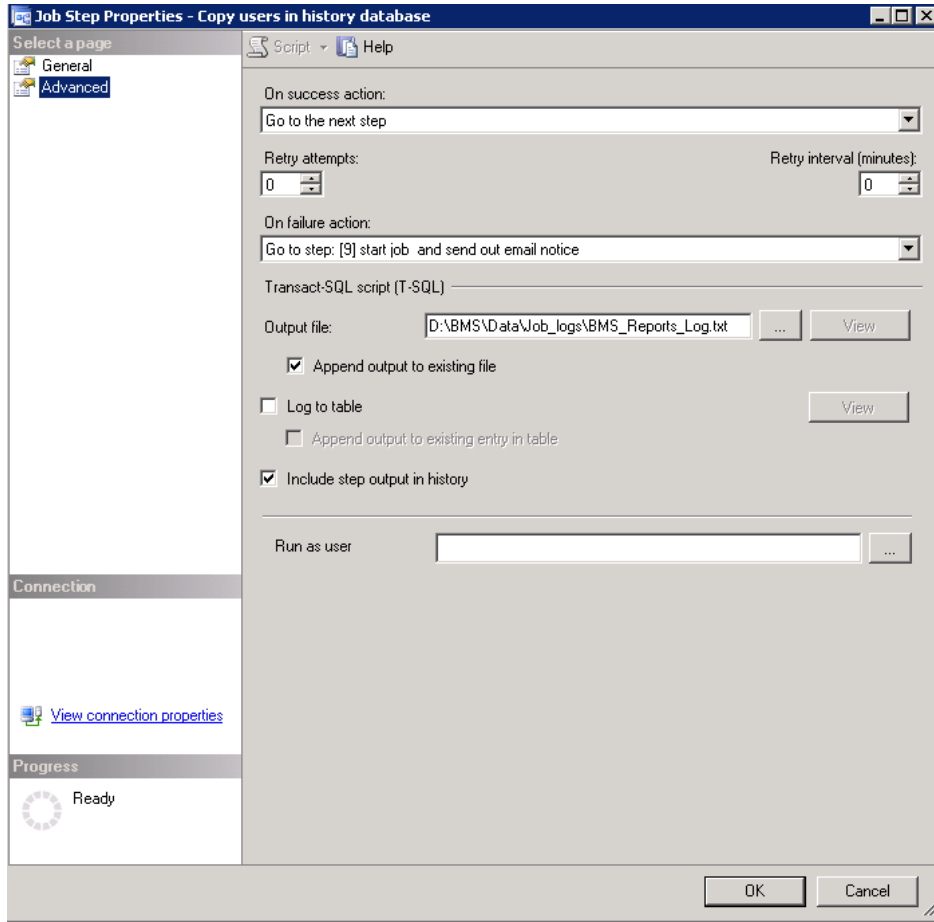 Job Step Properties - Copy users in history database
Select a page
General
Advanced
Script
Help
On success action:
Go to the next step
Retry attempts:
Retry interval (minutes):
0
0
On failure action:
Go to step: [9] start job  and send out email notice
Transact-SQL script (T-SQL)
Output file:
D:\BMS\Data\Job_logs\BMS_Reports_Log.txt
...
View
Append output to existing file
Log to table
View
Append output to existing entry in table
Include step output in history
Run as user
...
Connection
View connection properties
Progress
Ready
OK
Cancel